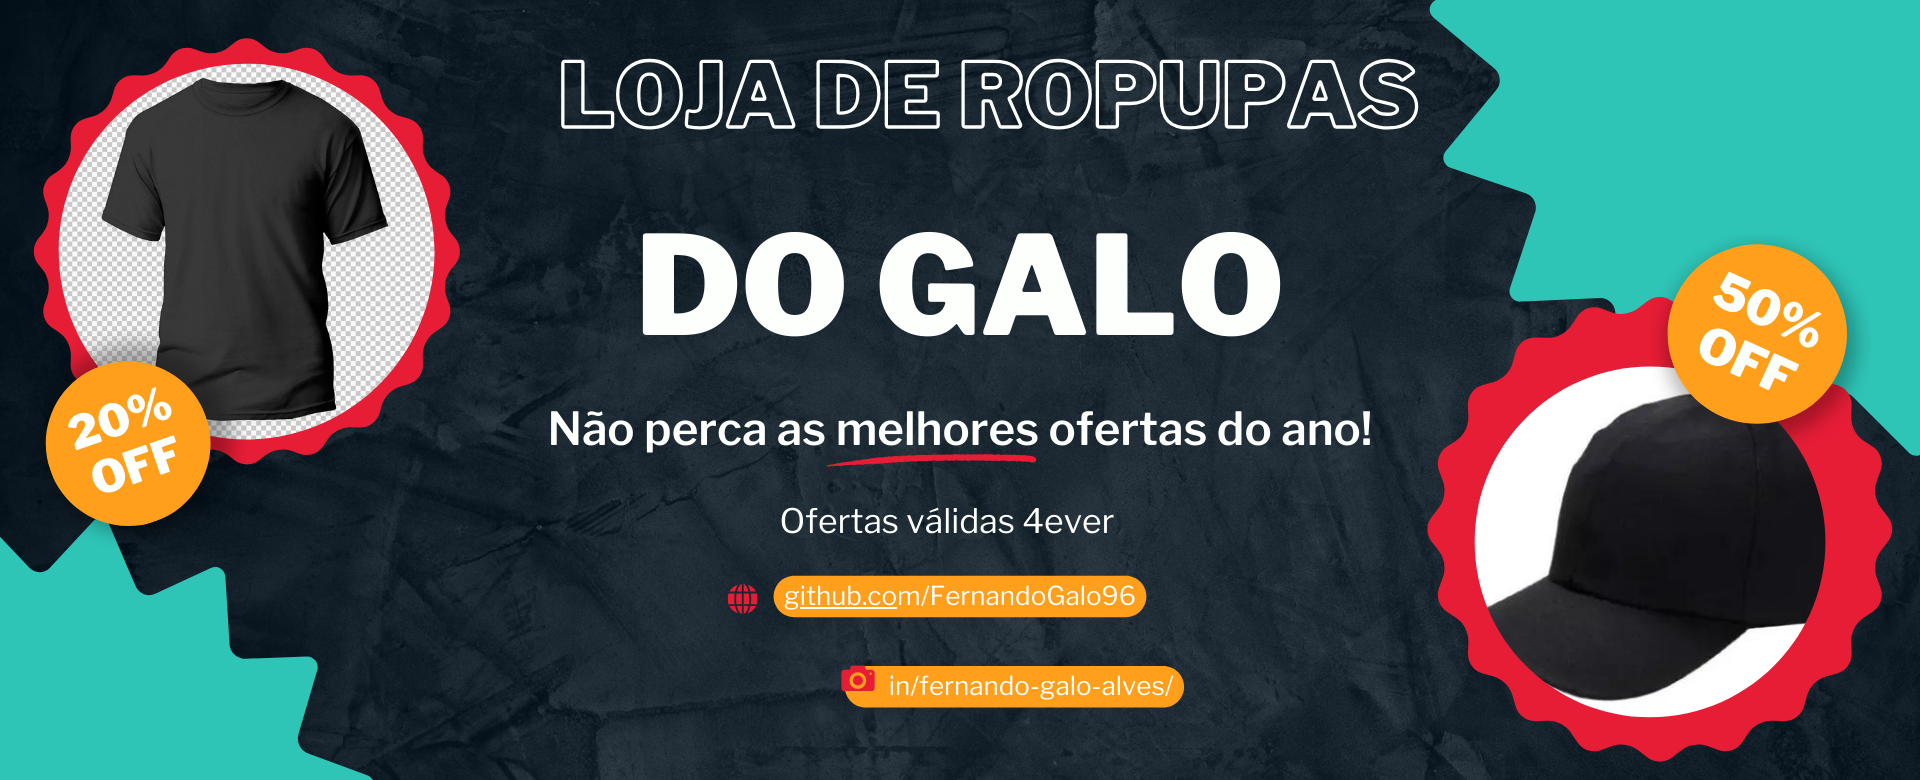 LOJA DE ROPUPAS
DO GALO
20%
OFF
50%
OFF
Não perca as melhores ofertas do ano!
Ofertas válidas 4ever
github.com/FernandoGalo96
in/fernando-galo-alves/